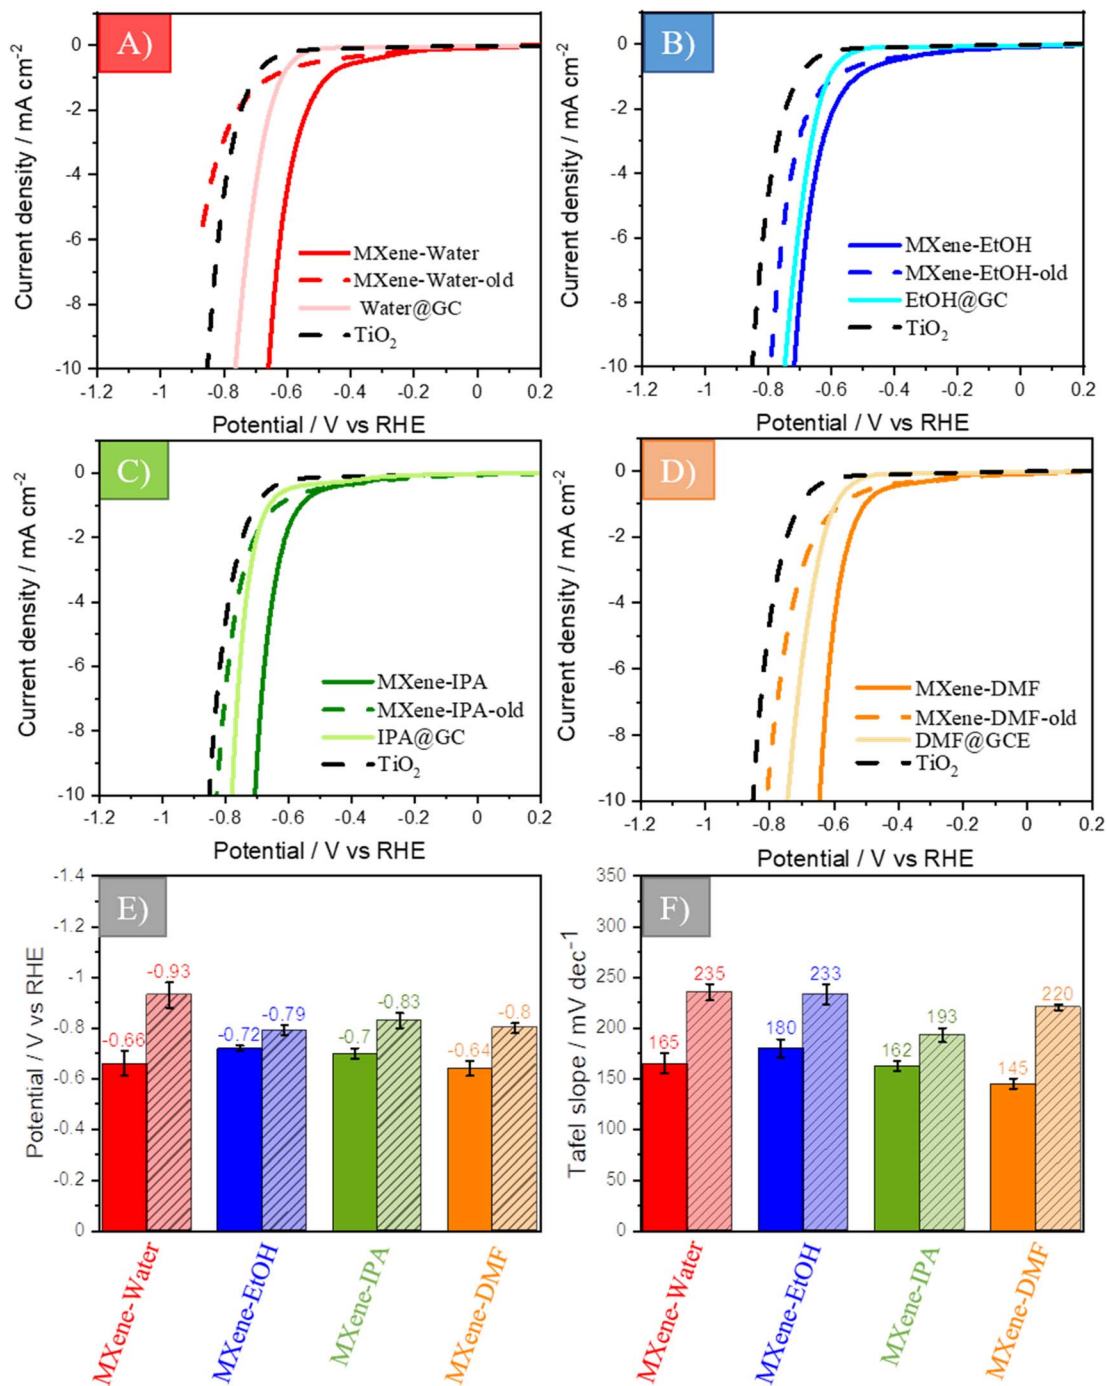 A)
Current density / mA cm⁻²
0
-2
-4
-6
-8
-10
MXene-Water
MXene-Water-old
Water@GC
TiO₂
-1.2 -1 -0.8 -0.6 -0.4 -0.2 0 0.2
Potential / V vs RHE
B)
Current density / mA cm⁻²
0
-2
-4
-6
-8
-10
MXene-EtOH
MXene-EtOH-old
EtOH@GC
TiO₂
-1.2 -1 -0.8 -0.6 -0.4 -0.2 0 0.2
Potential / V vs RHE
C)
Current density / mA cm⁻²
0
-2
-4
-6
-8
-10
MXene-IPA
MXene-IPA-old
IPA@GC
TiO₂
-1.2 -1 -0.8 -0.6 -0.4 -0.2 0 0.2
Potential / V vs RHE
D)
Current density / mA cm⁻²
0
-2
-4
-6
-8
-10
MXene-DMF
MXene-DMF-old
DMF@GCE
TiO₂
-1.2 -1 -0.8 -0.6 -0.4 -0.2 0 0.2
Potential / V vs RHE
E)
Potential / V vs RHE
-1.4
-1.2
-1
-0.8
-0.6
-0.4
-0.2
0
-0.66 -0.93 -0.72 -0.79 -0.7 -0.83 -0.64 -0.8
MXene-Water
MXene-EtOH
MXene-IPA
MXene-DMF
F)
Tafel slope / mV dec⁻¹
350
300
250
200
150
100
50
0
165 235 180 233 162 193 145 220
MXene-Water
MXene-EtOH
MXene-IPA
MXene-DMF